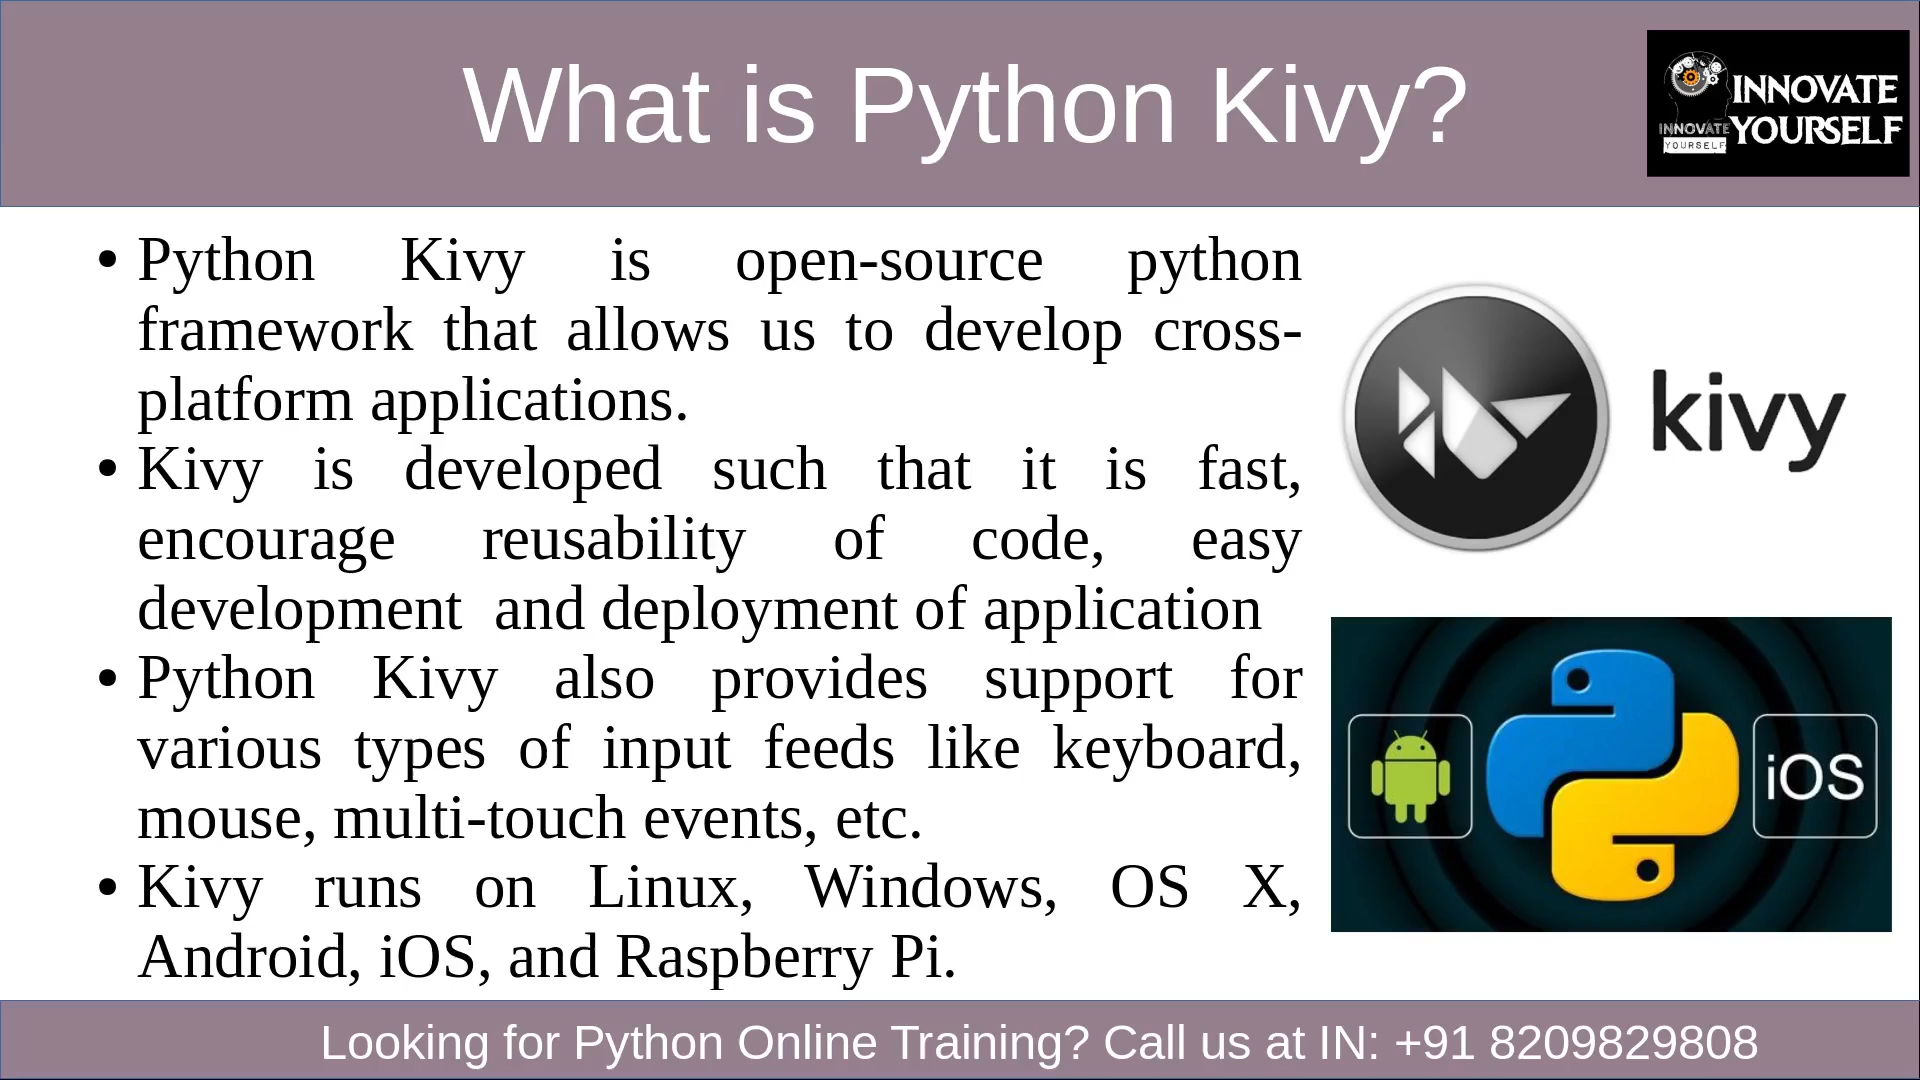 What is Python Kivy?
INNOVATE
YOURSELF
INNOVATE
YOURSELF
• Python Kivy is open-source python
framework that allows us to develop cross-
platform applications.
• Kivy is developed such that it is fast,
encourage reusability of code, easy
development and deployment of application
• Python Kivy also provides support for
various types of input feeds like keyboard,
mouse, multi-touch events, etc.
• Kivy runs on Linux, Windows, OS X,
Android, iOS, and Raspberry Pi.
kivy
iOS
Looking for Python Online Training? Call us at IN: +91 8209829808